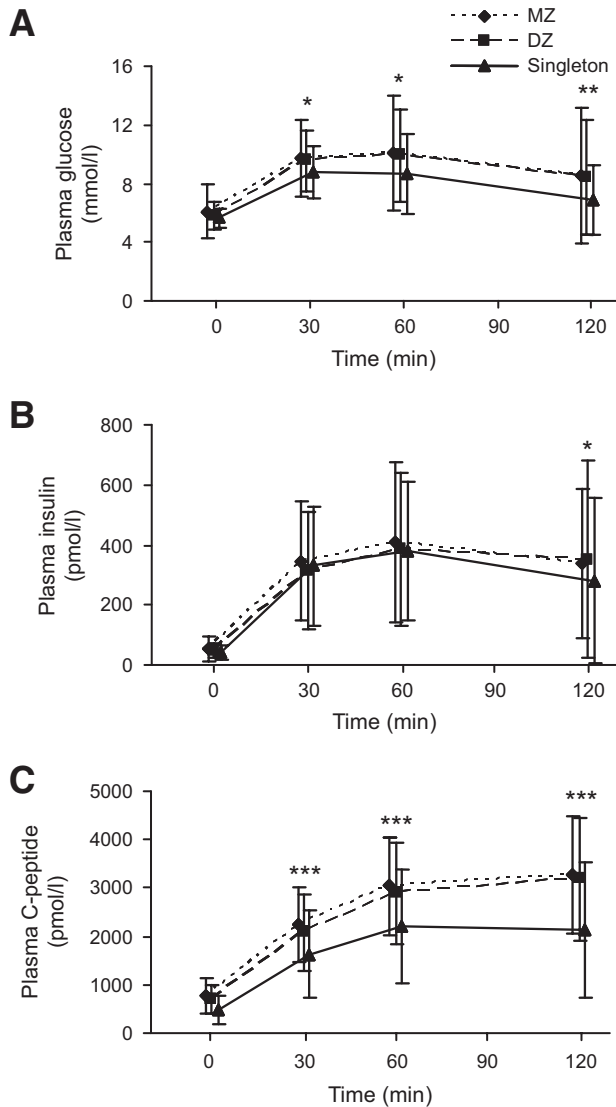 A
MZ
DZ
Singleton
Plasma glucose
(mmol/l)
16
12
8
4
0
*
*
**
0 30 60 90 120
Time (min)
B
Plasma insulin
(pmol/l)
800
600
400
200
0
*
0 30 60 90 120
Time (min)
C
Plasma C-peptide
(pmol/l)
5000
4000
3000
2000
1000
0
***
***
***
0 30 60 90 120
Time (min)